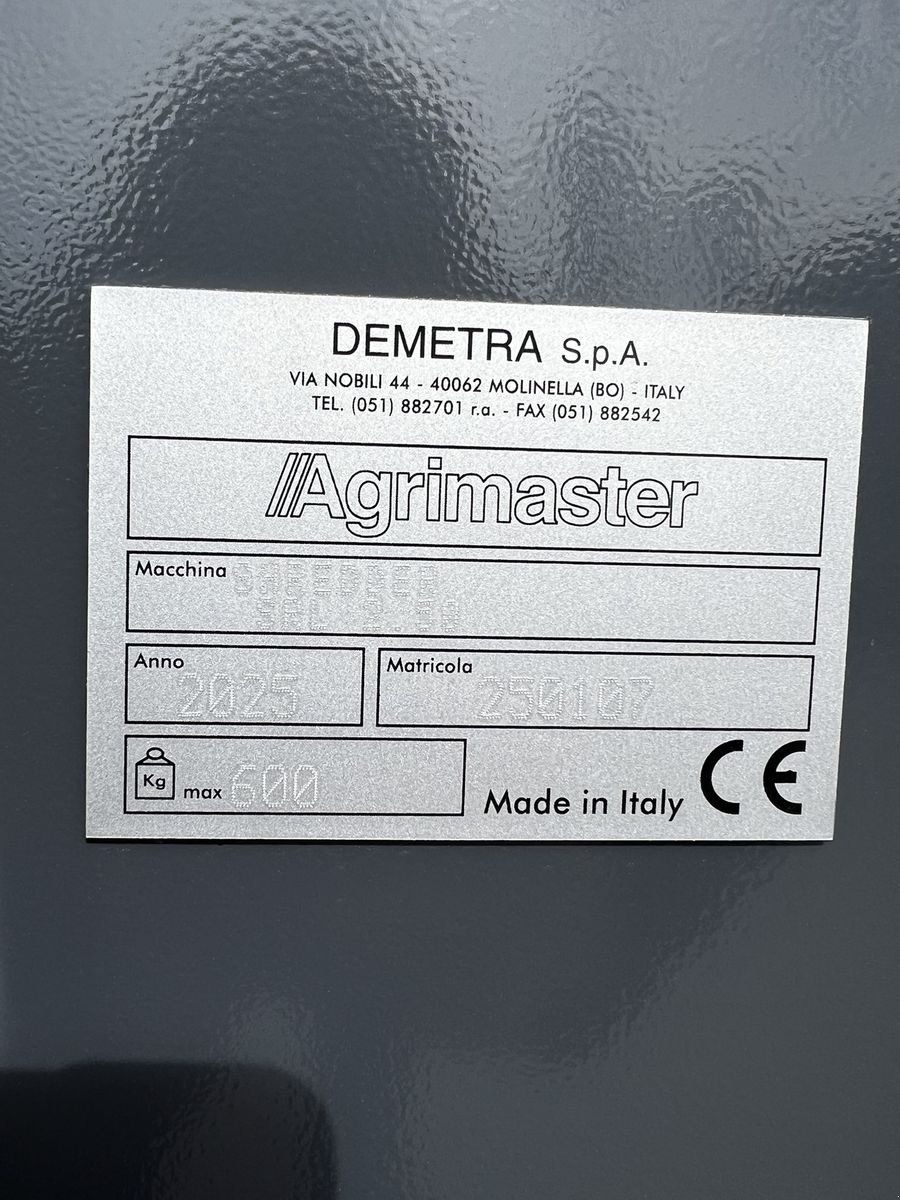 DEMETRA S.p.A.
VIA NOBILI 44 - 40062 MOLINELLA (BO) - ITALY
TEL. (051) 882701 r.a. - FAX (051) 882542
Agrimaster
Macchina
Anno 2025
Matricola 250107
Kg max 600
Made in Italy CE